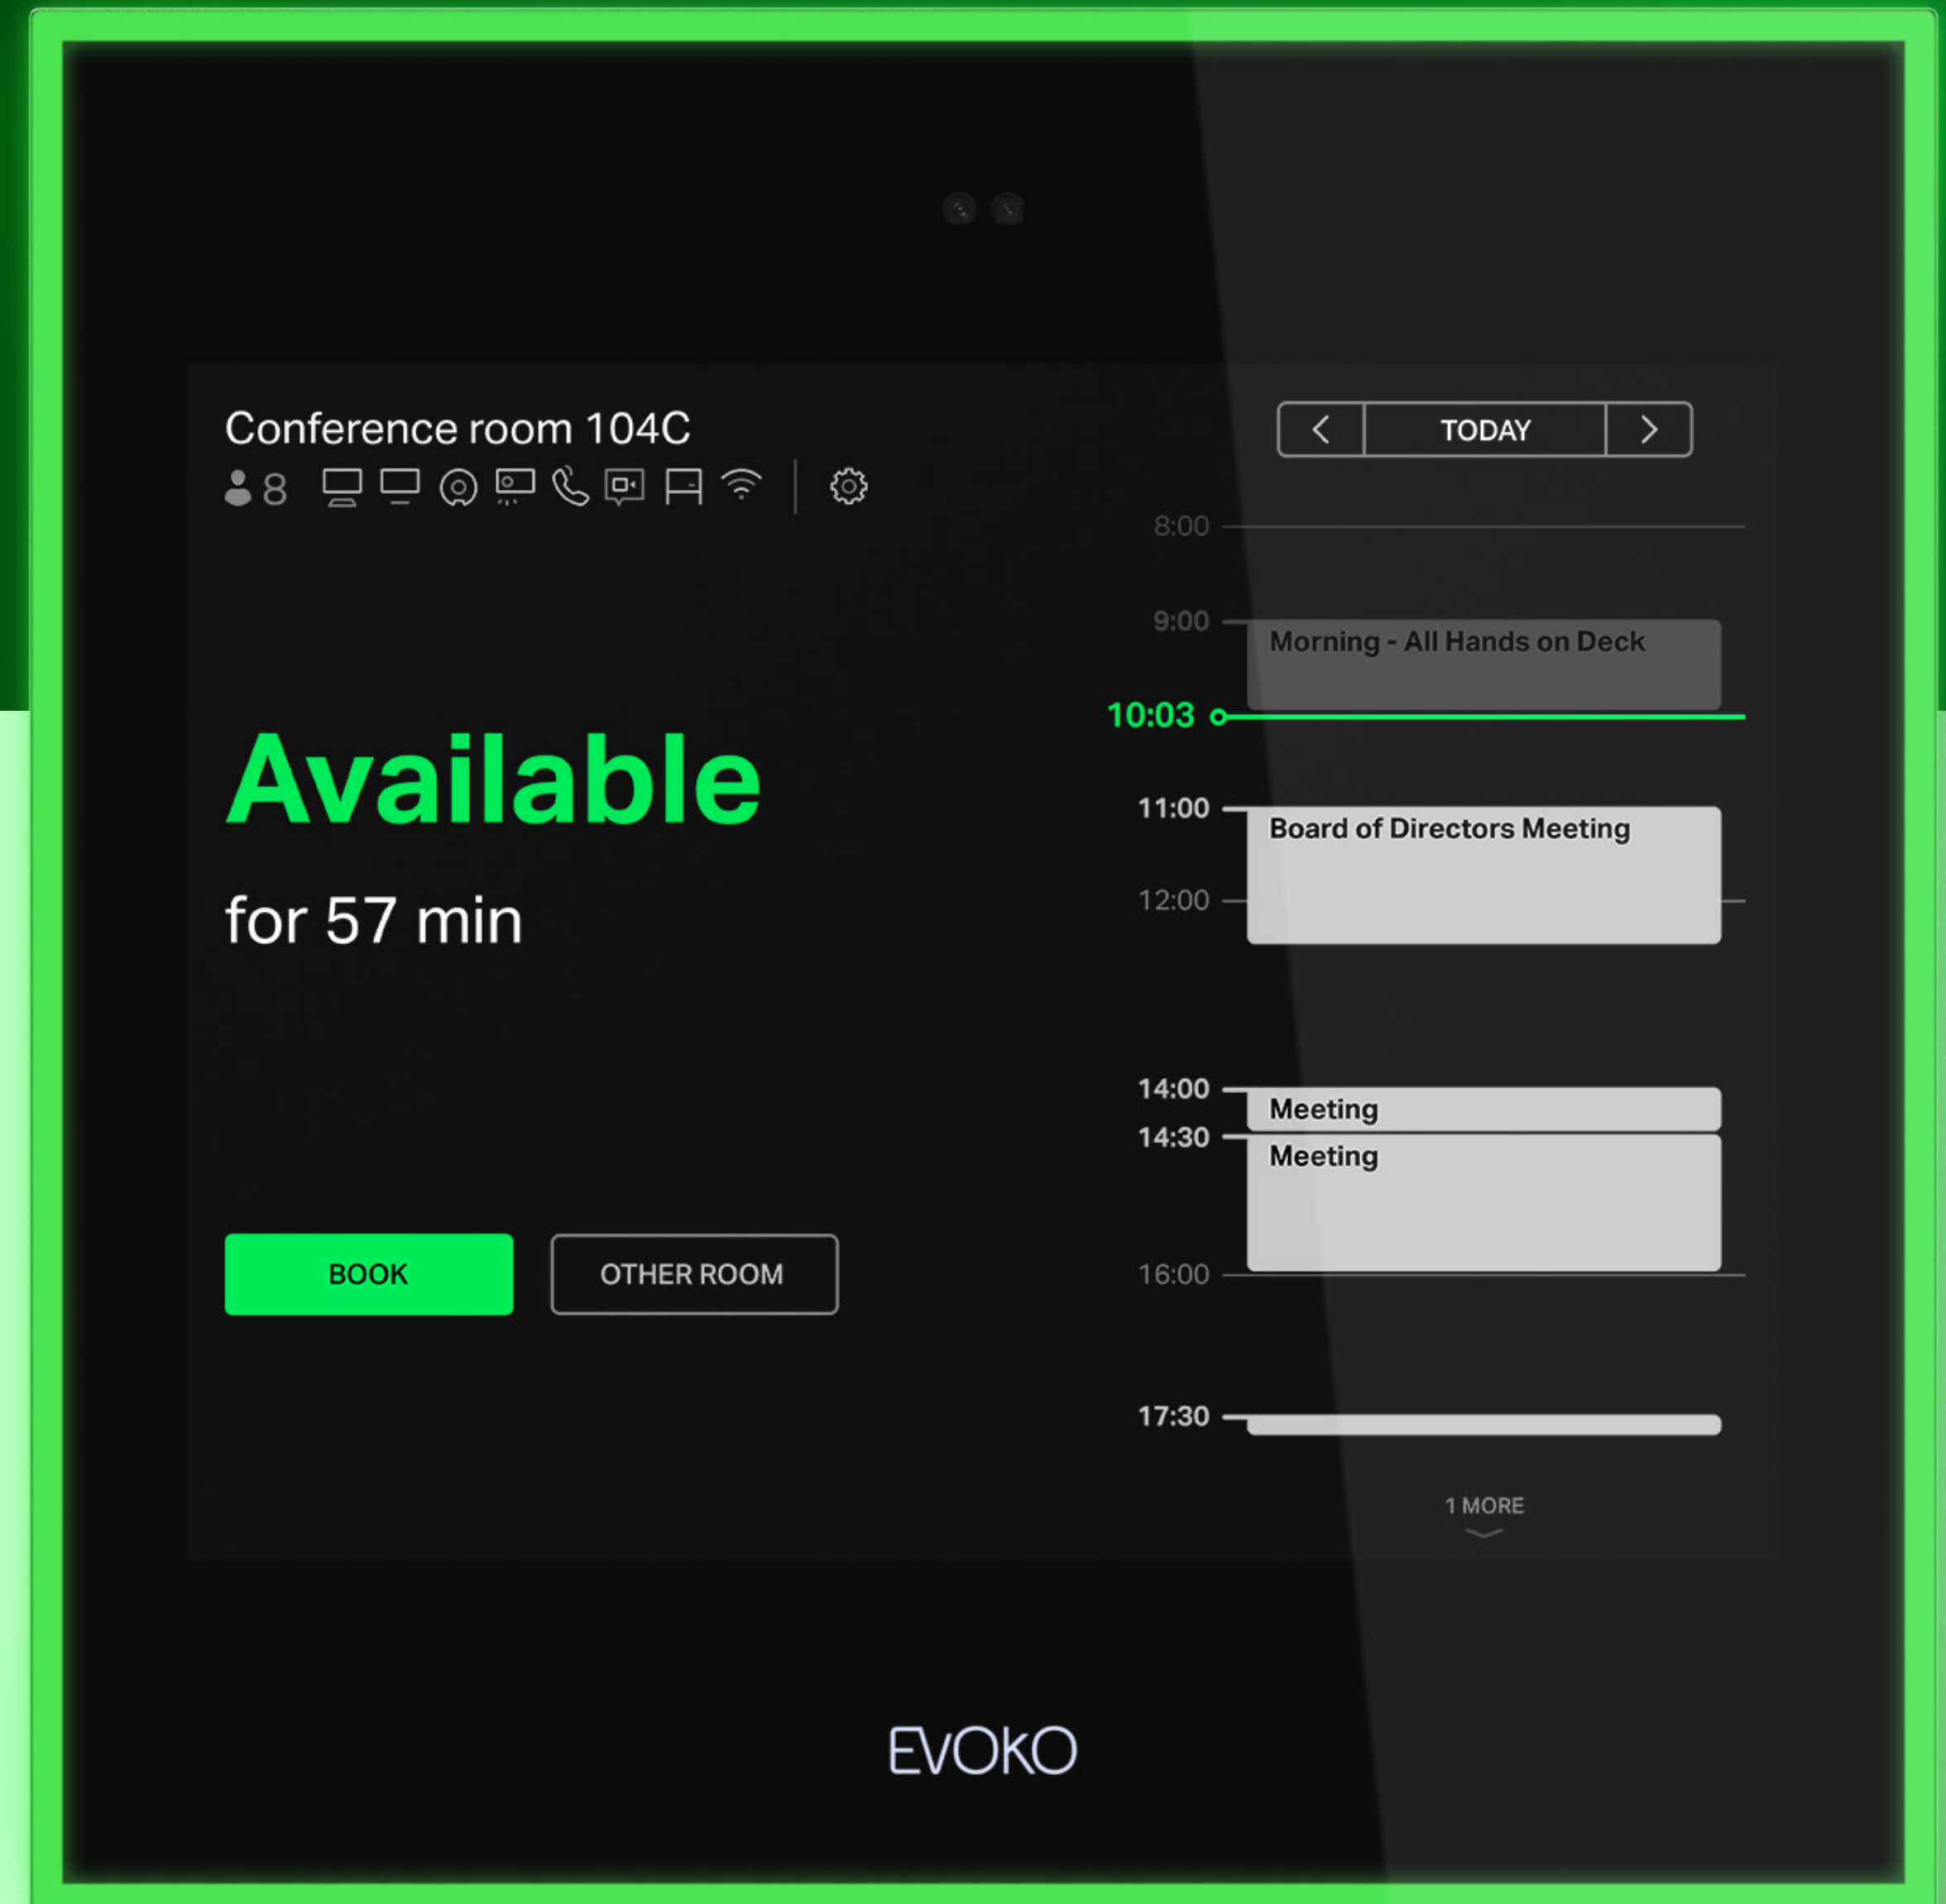 Conference room 104C
8
Available
for 57 min
BOOK
OTHER ROOM
TODAY
8:00
9:00
Morning - All Hands on Deck
10:03
11:00
Board of Directors Meeting
12:00
14:00
Meeting
14:30
Meeting
16:00
17:30
1 MORE
EVOKO